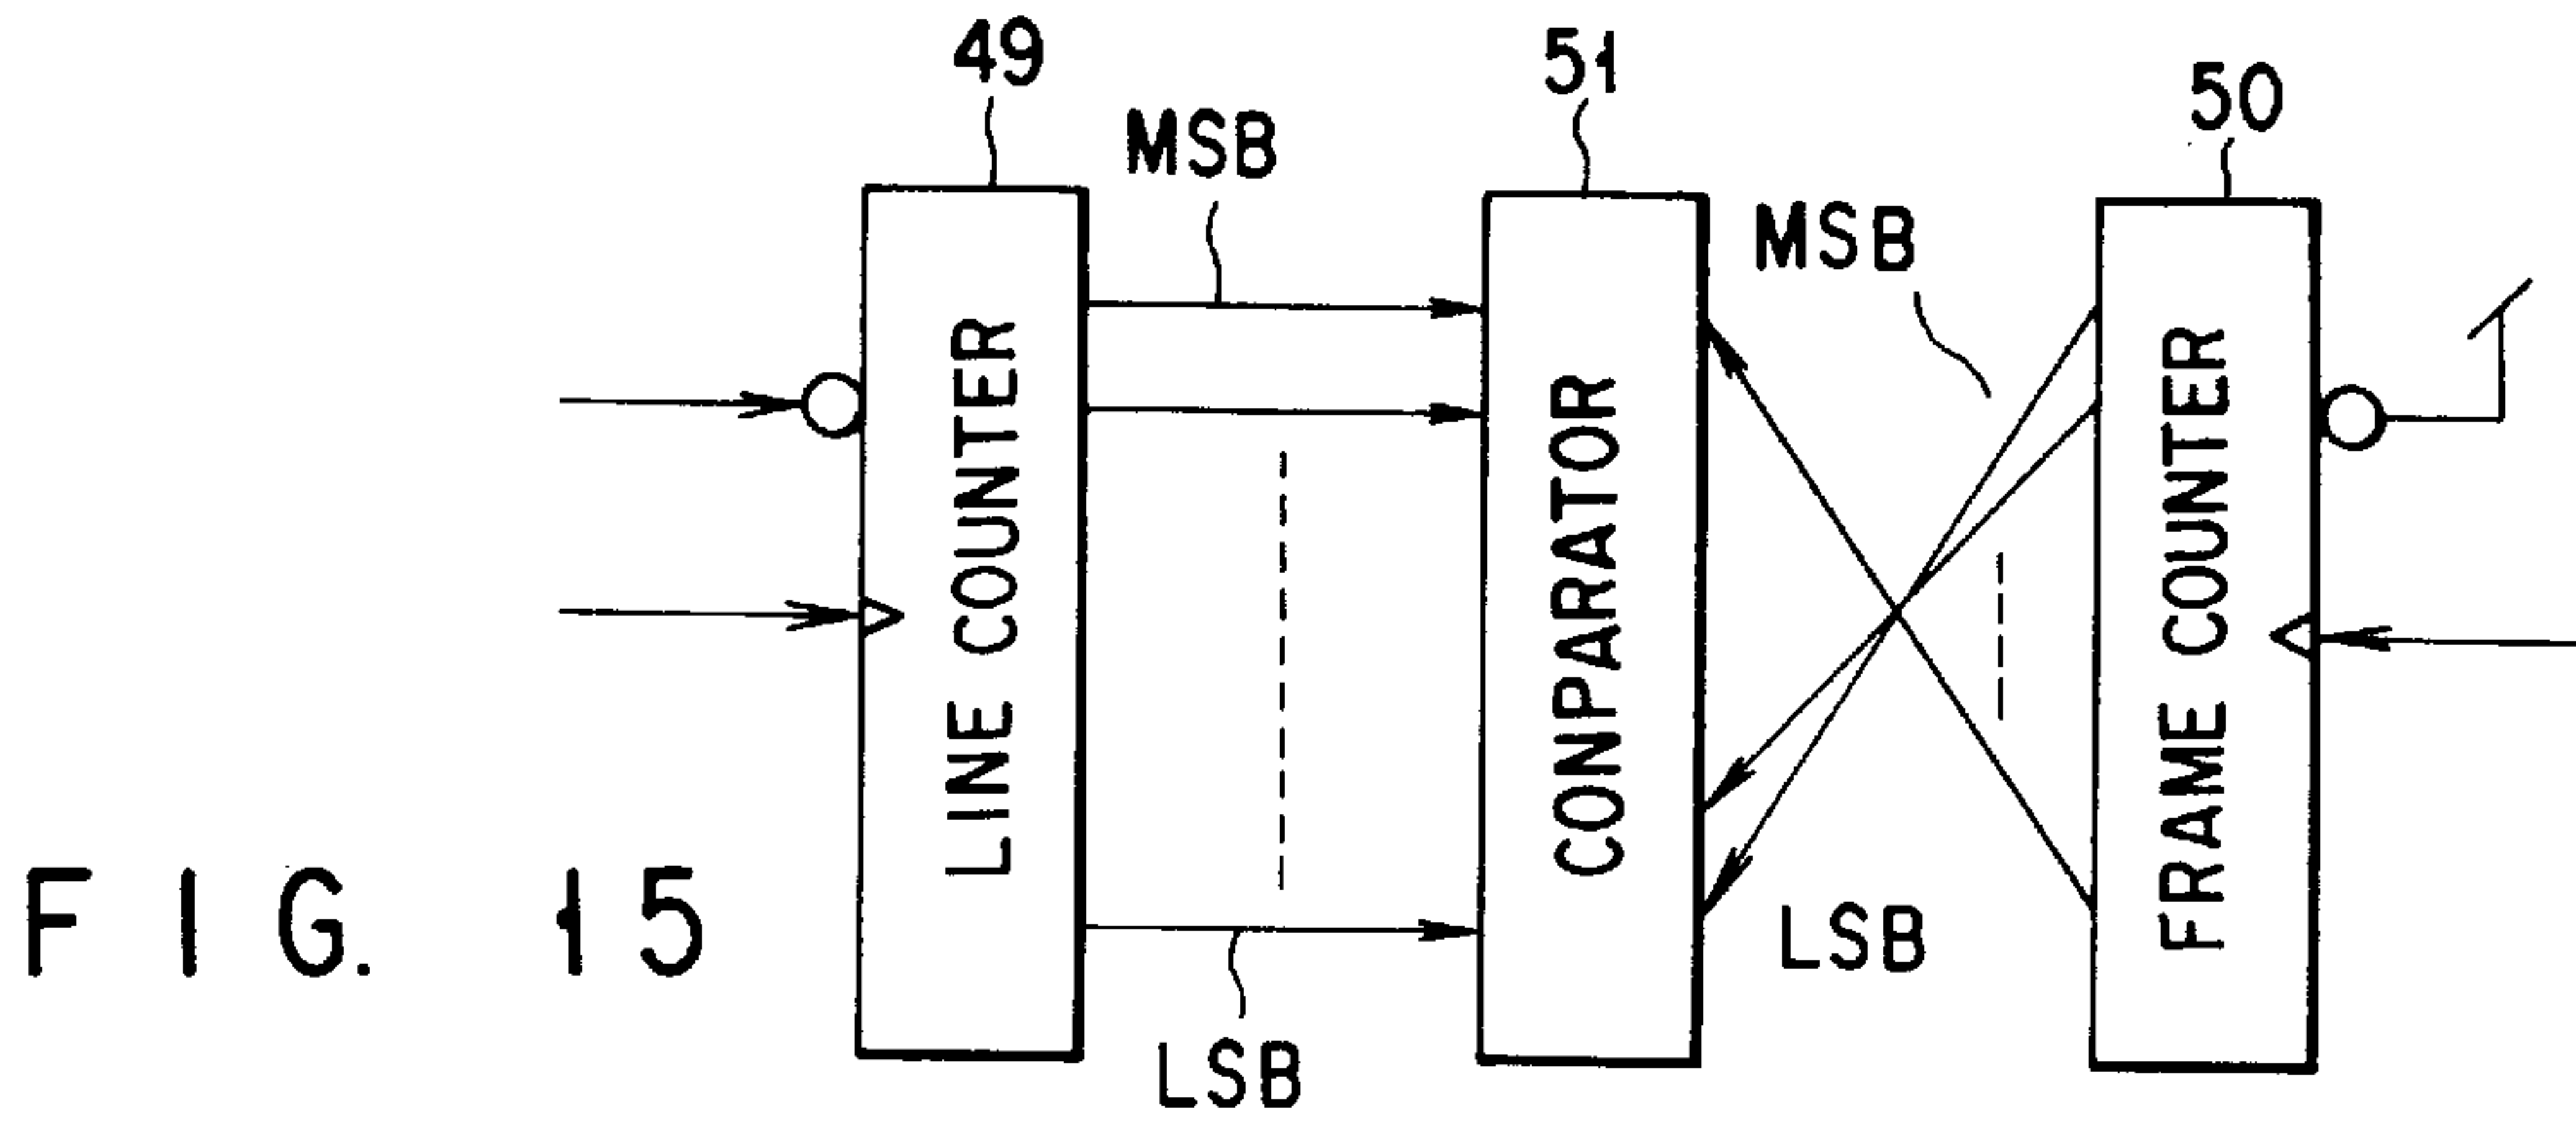 49
51
50
MSB
MSB
LINE COUNTER
CONPARATOR
FRAME COUNTER
LSB
LSB
FIG. 15